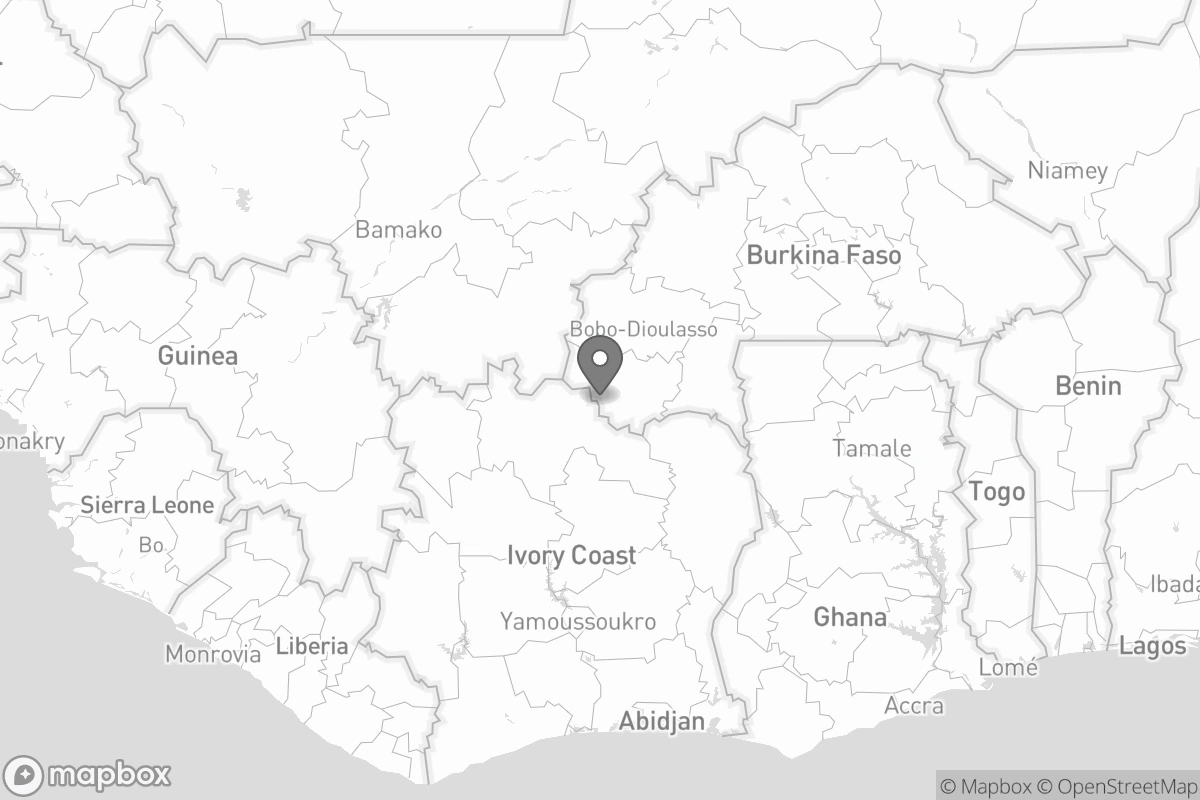 Niamey
Bamako
Burkina Faso
Bobo-Dioulasso
Guinea
Benin
onakry
Tamale
Togo
Sierra Leone
Bo
Ivory Coast
Ibada
Yamoussoukro
Ghana
Liberia
Monrovia
Lagos
Lomé
Accra
Abidjan
mapbox
© Mapbox © OpenStreetMap